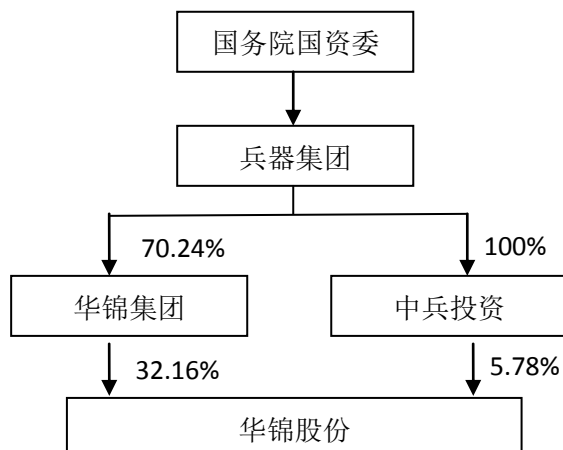 国务院国资委
兵器集团
70.24%
100%
华锦集团
中兵投资
32.16%
5.78%
华锦股份